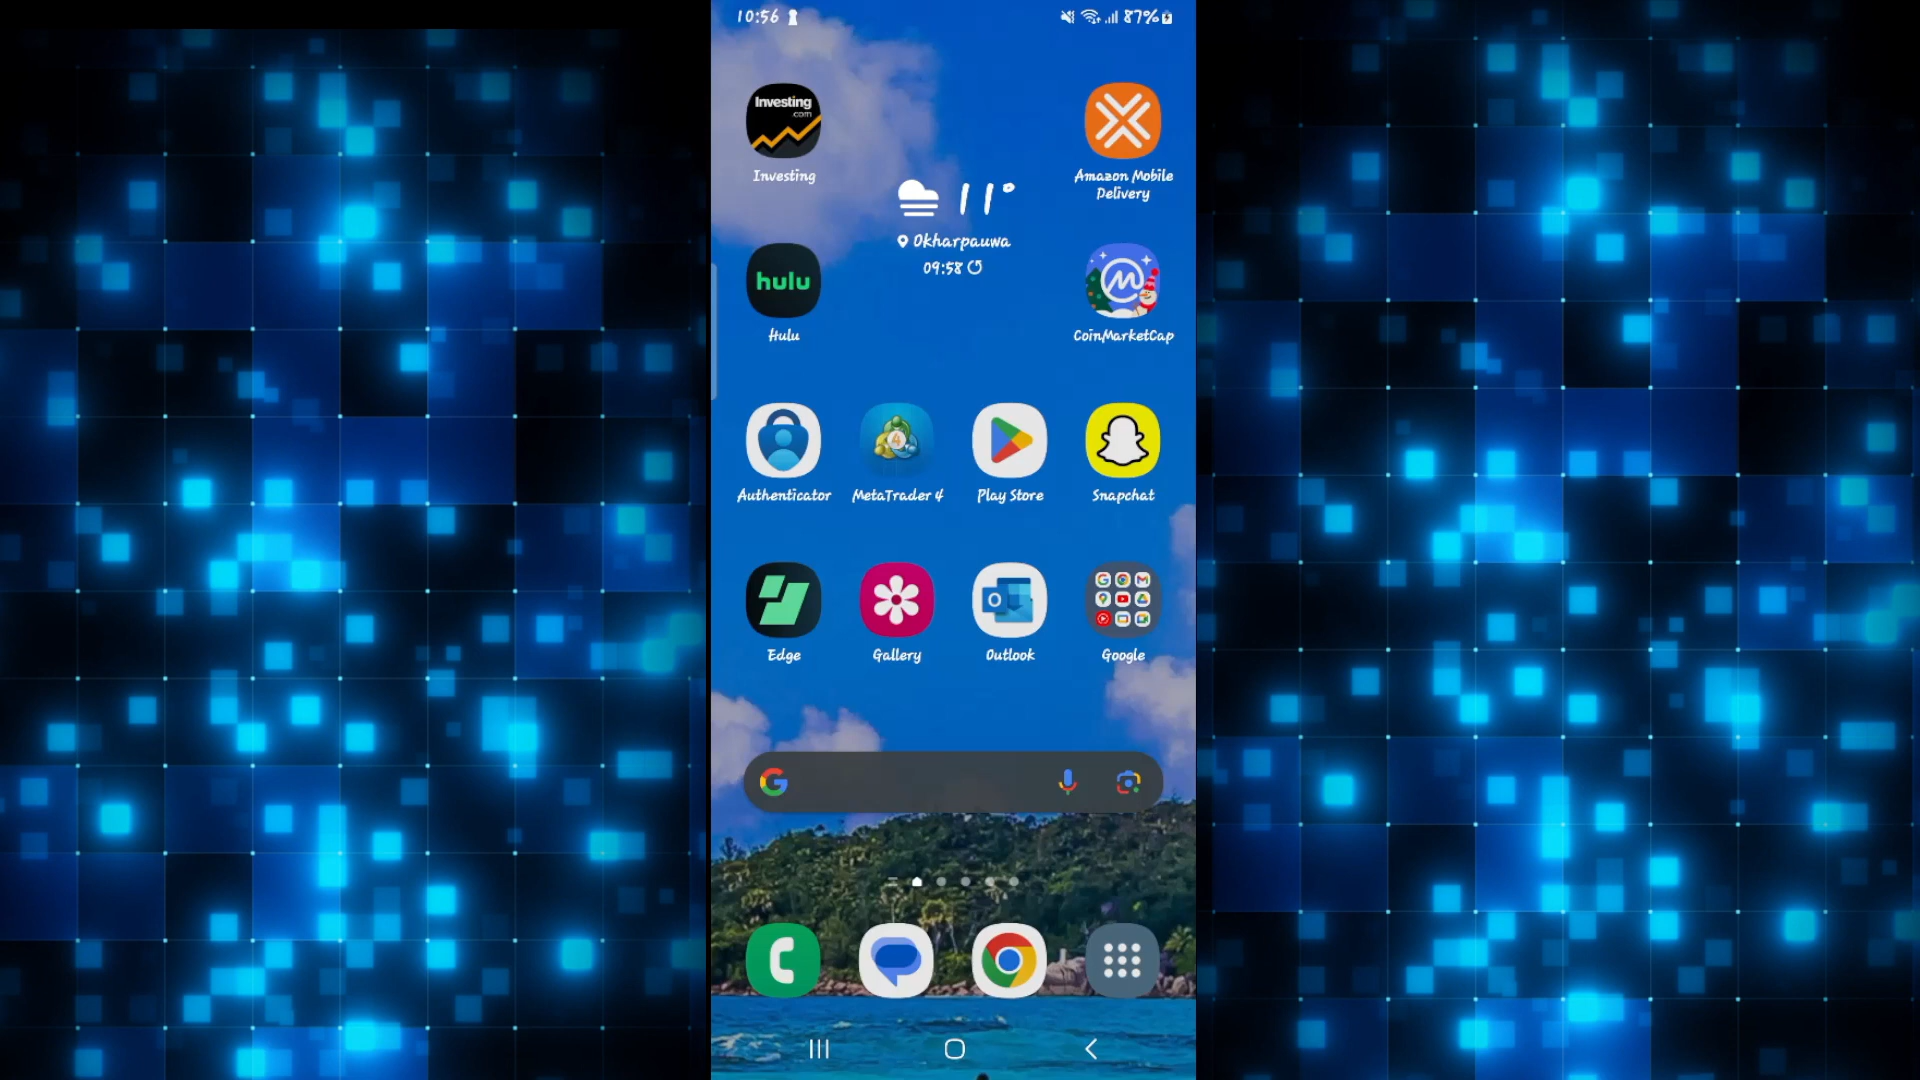 10:56
87%
Investing
.com
Investing
Amazon Mobile
Delivery
11°
Okharpauwa
09:58
hulu
Hulu
CoinMarketCap
4
Authenticator
MetaTrader 4
Play Store
Snapchat
Edge
Gallery
Outlook
Google